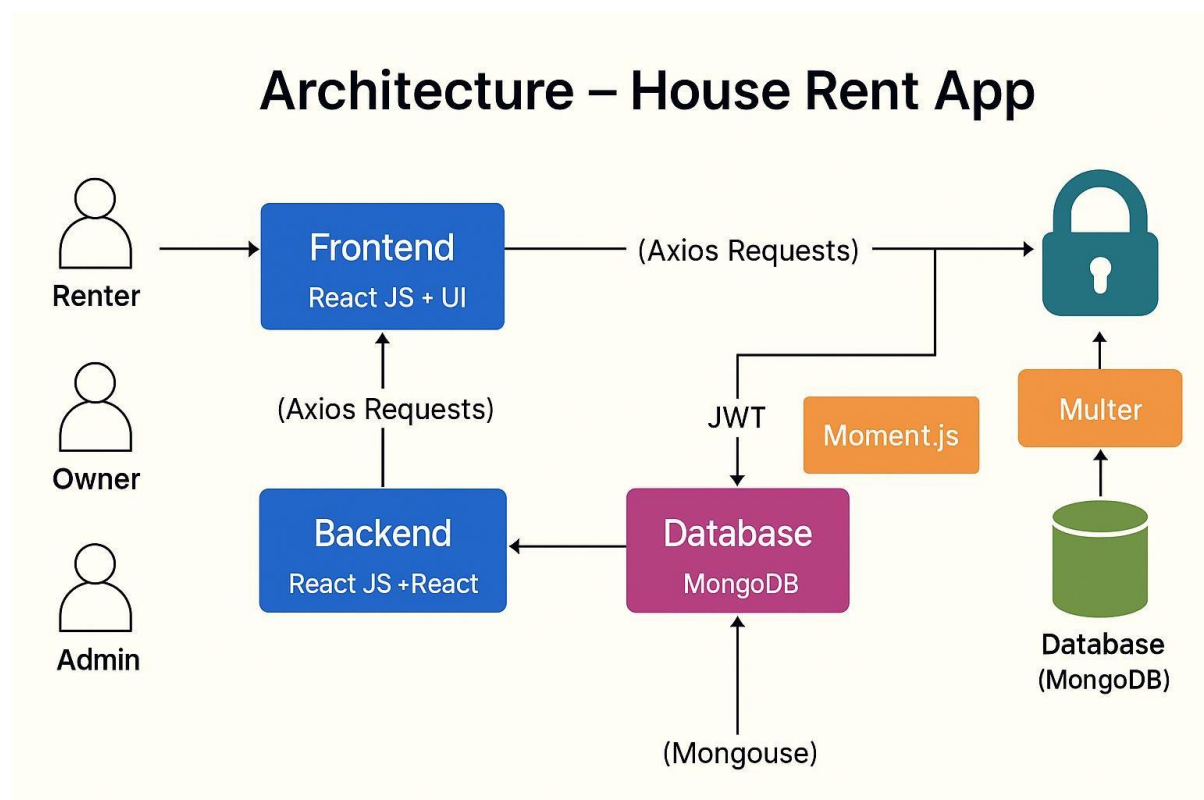 Architecture – House Rent App
Renter
Frontend
React JS + UI
(Axios Requests)
(Axios Requests)
Owner
JWT
Moment.js
Multer
Backend
React JS +React
Database
MongoDB
Admin
Database
(MongoDB)
(Mongouse)